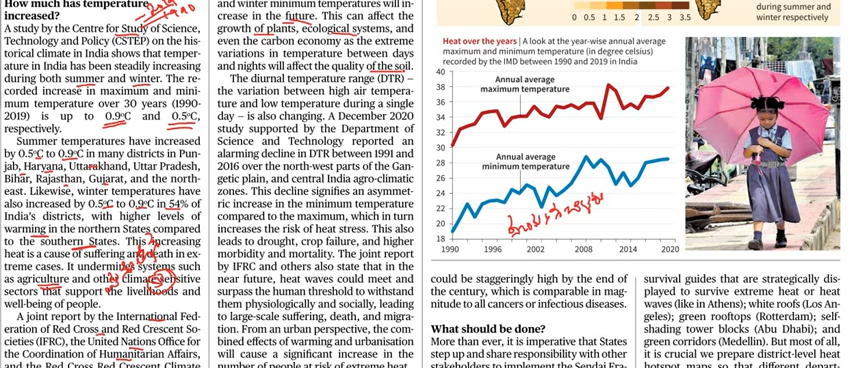 How much has temperature
increased?
A study by the Centre for Study of Science,
Technology and Policy (CSTEP) on the his-
torical climate in India shows that temper-
ature in India has been steadily increasing
during both summer and winter. The re-
corded increase in maximum and mini-
mum temperature over 30 years (1990-
2019) is up to 0.9°C and 0.5°C,
respectively.
Summer temperatures have increased
by 0.5°C to 0.9°C in many districts in Pun-
jab, Haryana, Uttarakhand, Uttar Pradesh,
Bihar, Rajasthan, Gujarat, and the north-
east. Likewise, winter temperatures have
also increased by 0.5°C to 0.9°C in 54% of
India's districts, with higher levels of
warming in the northern States compared
to the southern States. This increasing
heat is a cause of suffering and death in ex-
treme cases. It undermines systems such
as agriculture and other climate-sensitive
sectors that support the livelihoods and
well-being of people.
A joint report by the International Fed-
eration of Red Cross and Red Crescent So-
cieties (IFRC), the United Nations Office for
the Coordination of Humanitarian Affairs,
and the Red Cross Red Crescent Climate
and winter minimum temperatures will in-
crease in the future. This can affect the
growth of plants, ecological systems, and
even the carbon economy as the extreme
variations in temperature between days
and nights will affect the quality of the soil.
The diurnal temperature range (DTR) –
the variation between high air tempera-
ture and low temperature during a single
day – is also changing. A December 2020
study supported by the Department of
Science and Technology reported an
alarming decline in DTR between 1991 and
2016 over the north-west parts of the Gan-
getic plain, and central India agro-climatic
zones. This decline signifies an asymmet-
ric increase in the minimum temperature
compared to the maximum, which in turn
increases the risk of heat stress. This also
leads to drought, crop failure, and higher
morbidity and mortality. The joint report
by IFRC and others also state that in the
near future, heat waves could meet and
surpass the human threshold to withstand
them physiologically and socially, leading
to large-scale suffering, death, and migra-
tion. From an urban perspective, the com-
bined effects of warming and urbanisation
will cause a significant increase in the
number of people at risk of extreme heat
0 0.5 1 1.5 2 2.5 3 3.5
during summer and
winter respectively
Heat over the years | A look at the year-wise annual average
maximum and minimum temperature (in degree celsius)
recorded by the IMD between 1990 and 2019 in India
40
38
36
34
32
30
28
26
24
22
20
18
Annual average
maximum temperature
Annual average
minimum temperature
1990 1996 2002 2008 2014 2020
could be staggeringly high by the end of
the century, which is comparable in mag-
nitude to all cancers or infectious diseases.
What should be done?
More than ever, it is imperative that States
step up and share responsibility with other
stakeholders to implement the Sendai Fra-
survival guides that are strategically dis-
played to survive extreme heat or heat
waves (like in Athens); white roofs (Los An-
geles); green rooftops (Rotterdam); self-
shading tower blocks (Abu Dhabi); and
green corridors (Medellin). But most of all,
it is crucial we prepare district-level heat
hotspot maps so that different depart-